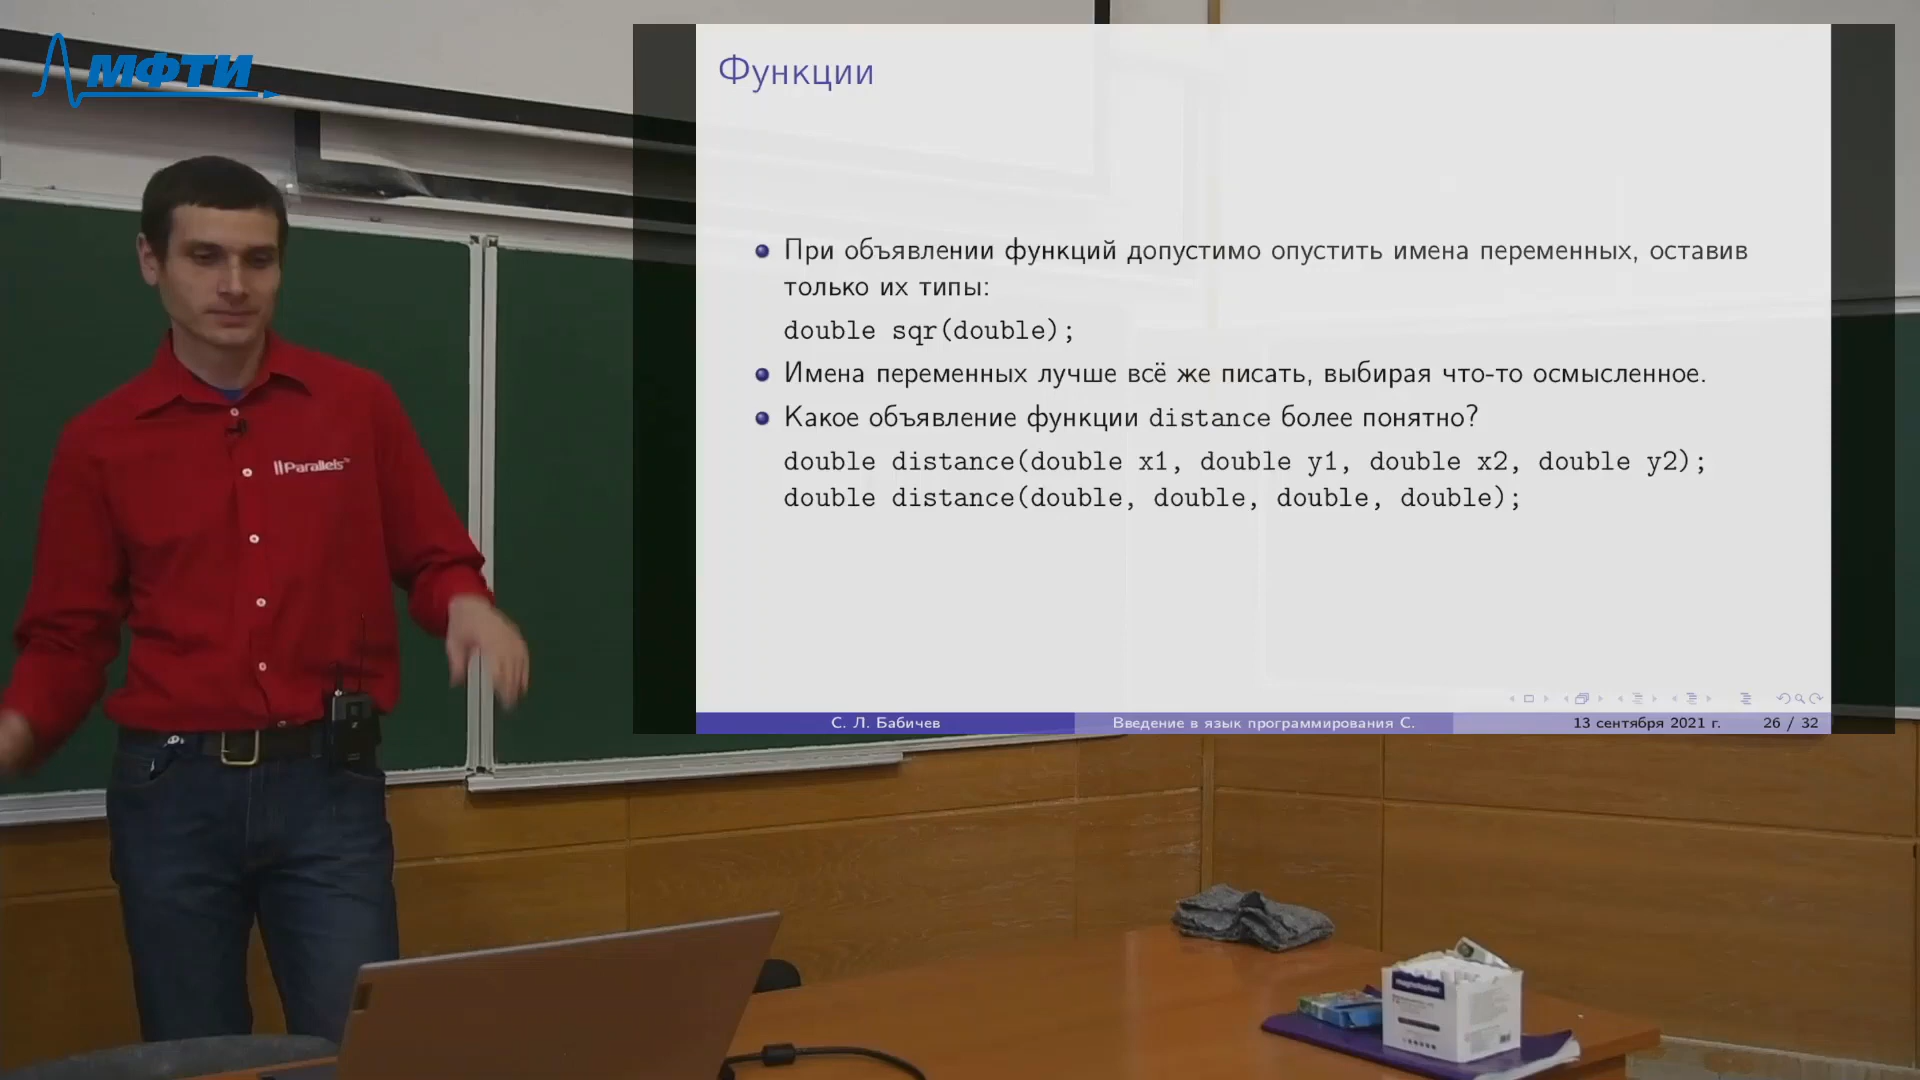 МФТИ
Функции
При объявлении функций допустимо опустить имена переменных, оставив
только их типы:
double sqr(double);
Имена переменных лучше всё же писать, выбирая что-то осмысленное.
Какое объявление функции distance более понятно?
double distance(double x1, double y1, double x2, double y2);
double distance(double, double, double, double);
С. Л. Бабичев
Введение в язык программирования С.
13 сентября 2021 г.
26 / 32
Parallels